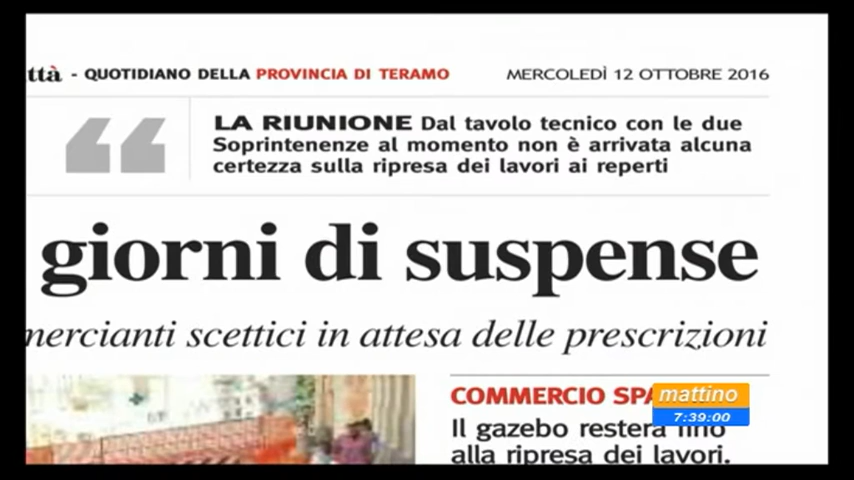 ttà - QUOTIDIANO DELLA PROVINCIA DI TERAMO
MERCOLEDÌ 12 OTTOBRE 2016
LA RIUNIONE Dal tavolo tecnico con le due
Soprintenenze al momento non è arrivata alcuna
certezza sulla ripresa dei lavori ai reperti
giorni di suspense
mercianti scettici in attesa delle prescrizioni
COMMERCIO SPA
Il gazebo resterà fino
alla ripresa dei lavori.
mattino
7:39:00